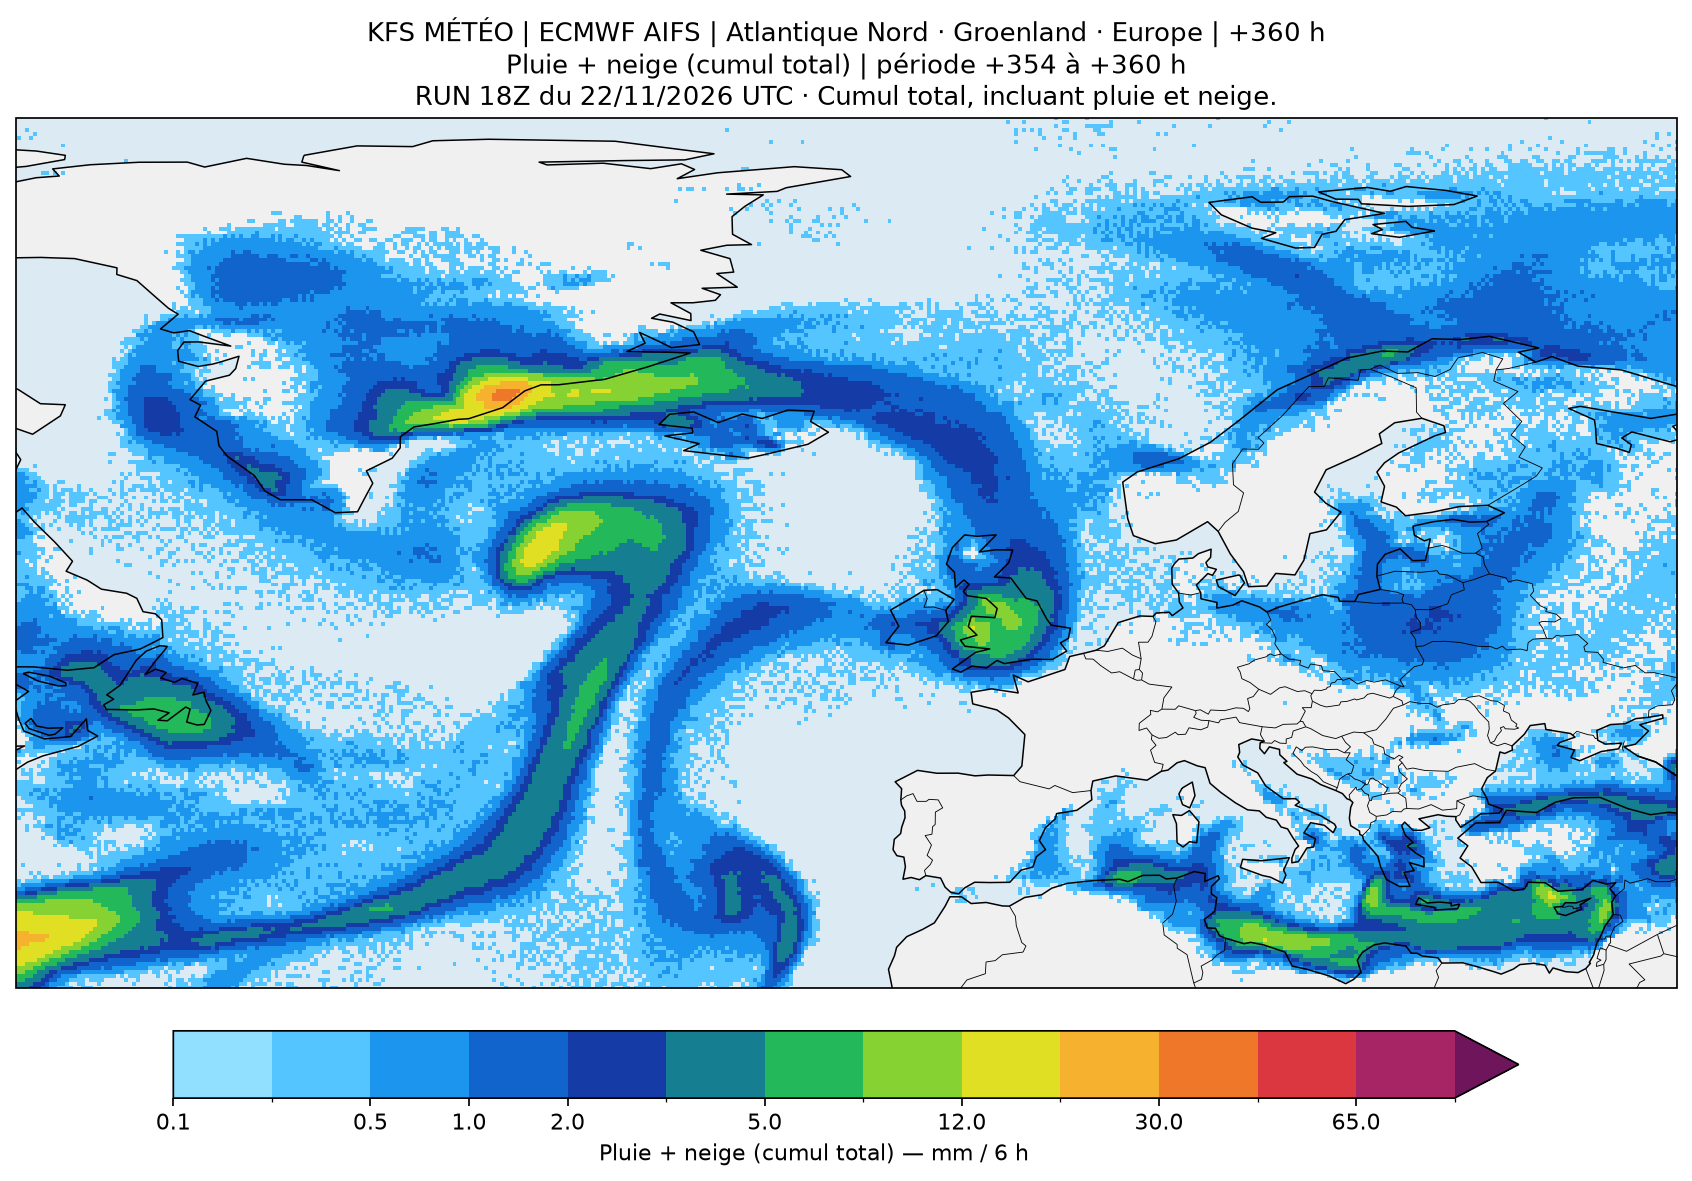 KFS MÉTÉO | ECMWF AIFS | Atlantique Nord · Groenland · Europe | +360 h
Pluie + neige (cumul total) | période +354 à +360 h
RUN 18Z du 22/11/2026 UTC · Cumul total, incluant pluie et neige.
0.1 0.5 1.0 2.0 5.0 12.0 30.0 65.0
Pluie + neige (cumul total) — mm / 6 h